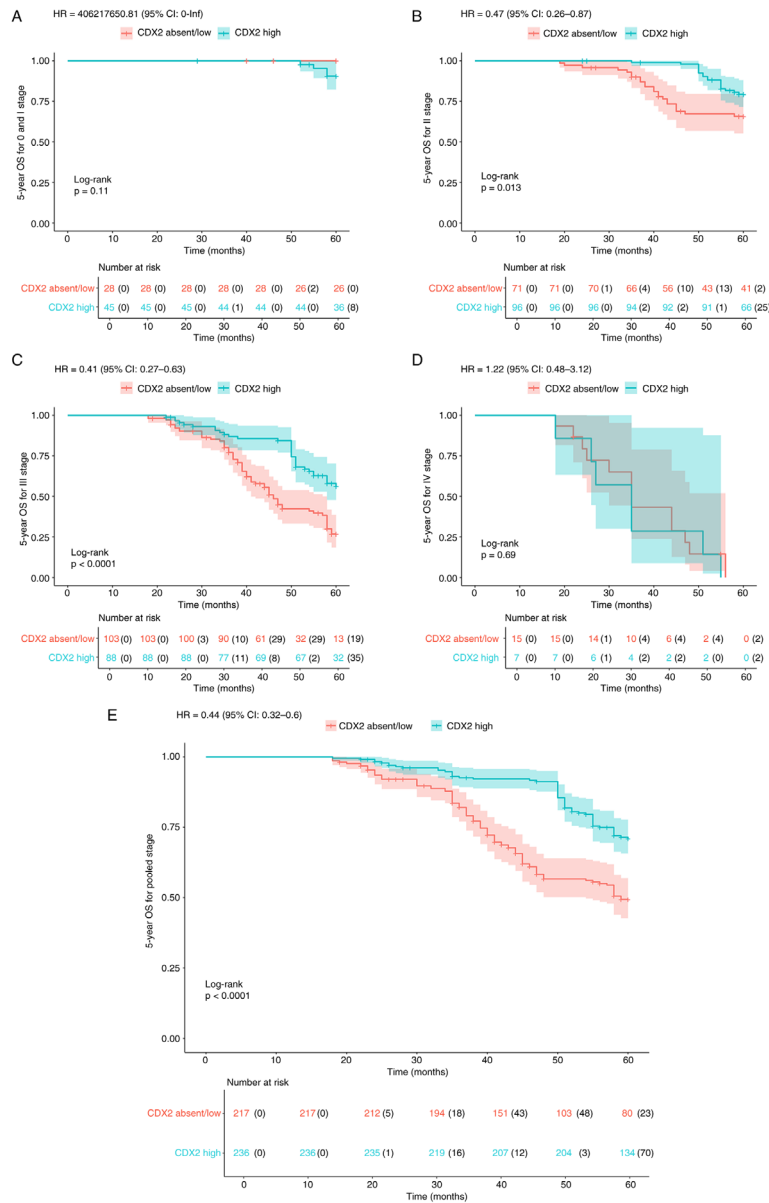 A
HR = 406217650.81 (95% CI: 0-Inf)
CDX2 absent/low CDX2 high
5-year OS for 0 and I stage
1.00
0.75
0.50
0.25
0.00
Log-rank
p = 0.11
0 10 20 30 40 50 60
Time (months)
Number at risk
CDX2 absent/low 28 (0) 28 (0) 28 (0) 28 (0) 28 (0) 26 (2) 26 (0)
CDX2 high 45 (0) 45 (0) 45 (0) 44 (1) 44 (0) 44 (0) 36 (8)
0 10 20 30 40 50 60
Time (months)
B
HR = 0.47 (95% CI: 0.26–0.87)
CDX2 absent/low CDX2 high
5-year OS for II stage
1.00
0.75
0.50
0.25
0.00
Log-rank
p = 0.013
0 10 20 30 40 50 60
Time (months)
Number at risk
CDX2 absent/low 71 (0) 71 (0) 70 (1) 66 (4) 56 (10) 43 (13) 41 (2)
CDX2 high 96 (0) 96 (0) 96 (0) 94 (2) 92 (2) 91 (1) 66 (25)
0 10 20 30 40 50 60
Time (months)
C
HR = 0.41 (95% CI: 0.27–0.63)
CDX2 absent/low CDX2 high
5-year OS for III stage
1.00
0.75
0.50
0.25
0.00
Log-rank
p < 0.0001
0 10 20 30 40 50 60
Time (months)
Number at risk
CDX2 absent/low 103 (0) 103 (0) 100 (3) 90 (10) 61 (29) 32 (29) 13 (19)
CDX2 high 88 (0) 88 (0) 88 (0) 77 (11) 69 (8) 67 (2) 32 (35)
0 10 20 30 40 50 60
Time (months)
D
HR = 1.22 (95% CI: 0.48–3.12)
CDX2 absent/low CDX2 high
5-year OS for IV stage
1.00
0.75
0.50
0.25
0.00
Log-rank
p = 0.69
0 10 20 30 40 50 60
Time (months)
Number at risk
CDX2 absent/low 15 (0) 15 (0) 14 (1) 10 (4) 6 (4) 2 (4) 0 (2)
CDX2 high 7 (0) 7 (0) 6 (1) 4 (2) 2 (2) 2 (0) 0 (2)
0 10 20 30 40 50 60
Time (months)
E
HR = 0.44 (95% CI: 0.32–0.6)
CDX2 absent/low CDX2 high
5-year OS for pooled stage
1.00
0.75
0.50
0.25
0.00
Log-rank
p < 0.0001
0 10 20 30 40 50 60
Time (months)
Number at risk
CDX2 absent/low 217 (0) 217 (0) 212 (5) 194 (18) 151 (43) 103 (48) 80 (23)
CDX2 high 236 (0) 236 (0) 235 (1) 219 (16) 207 (12) 204 (3) 134 (70)
0 10 20 30 40 50 60
Time (months)